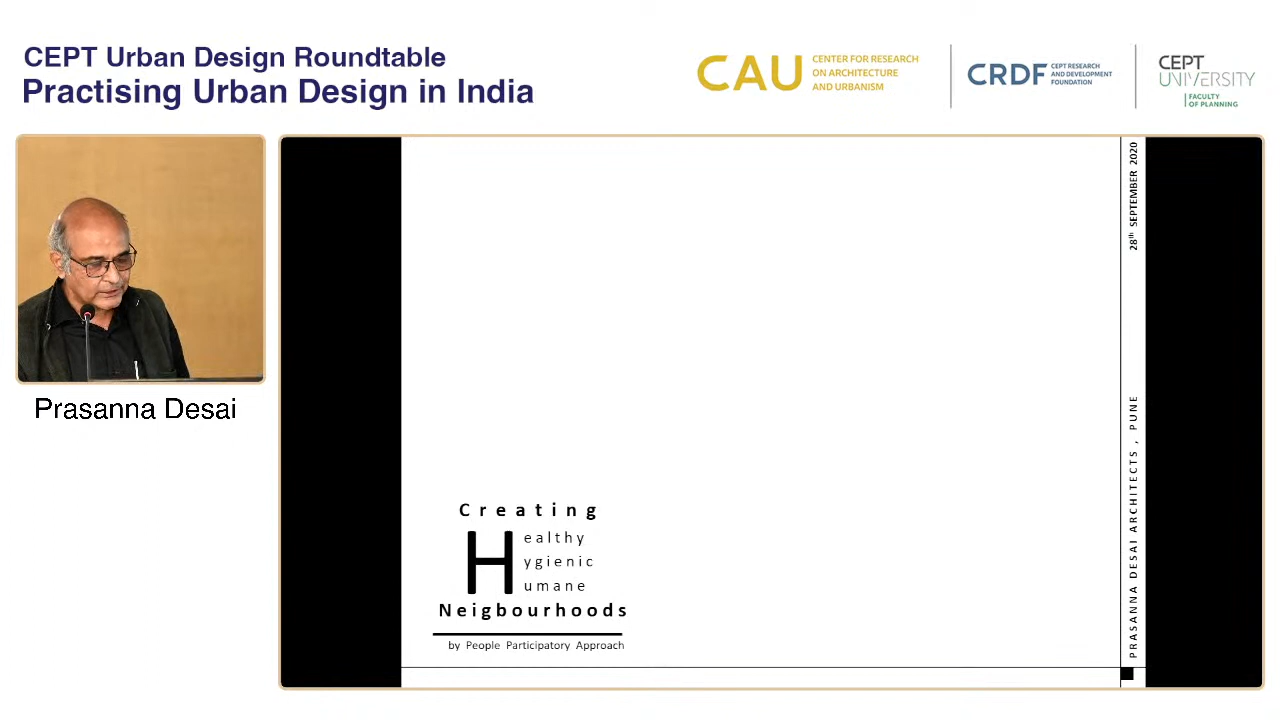 CEPT Urban Design Roundtable
Practising Urban Design in India
CAU
CENTER FOR RESEARCH
ON ARCHITECTURE
AND URBANISM
CRDF
CEPT RESEARCH
AND DEVELOPMENT
FOUNDATION
CEPT
UNIVERSITY
FACULTY
OF PLANNING
Prasanna Desai
Creating
Healthy
ygienic
umane
Neigbourhoods
by People Participatory Approach
28th SEPTEMBER 2020
PRASANNA DESAI ARCHITECTS , PUNE